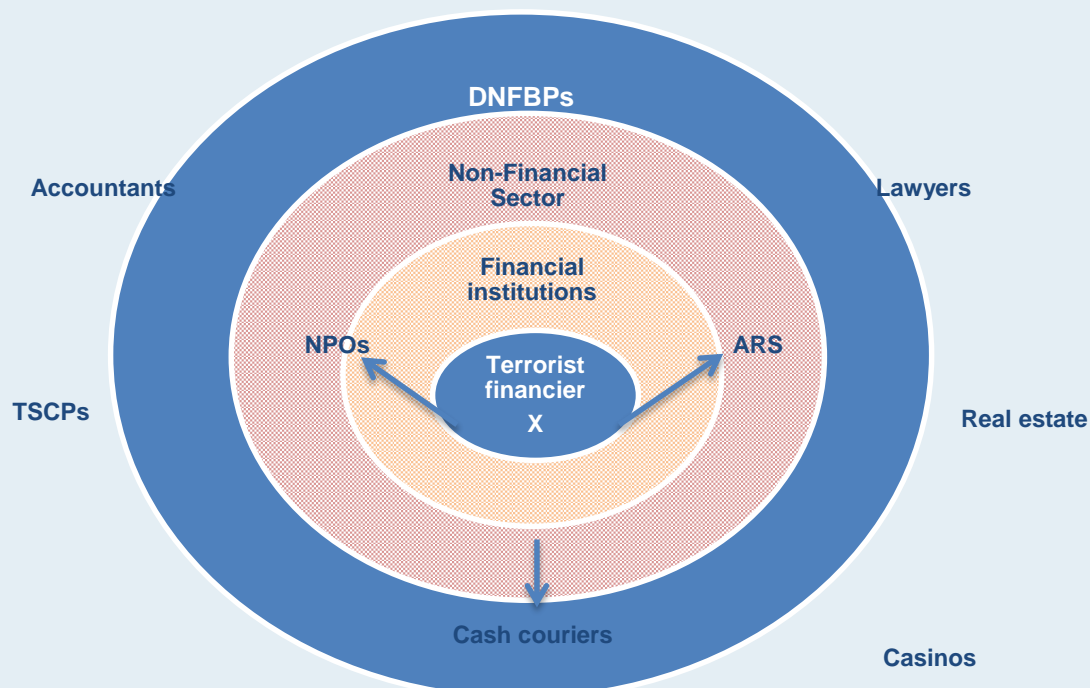 DNFBPs
Accountants
Non-Financial
Sector
Lawyers
Financial
institutions
NPOs
ARS
Terrorist
financier
X
TSCPs
Real estate
Cash couriers
Casinos